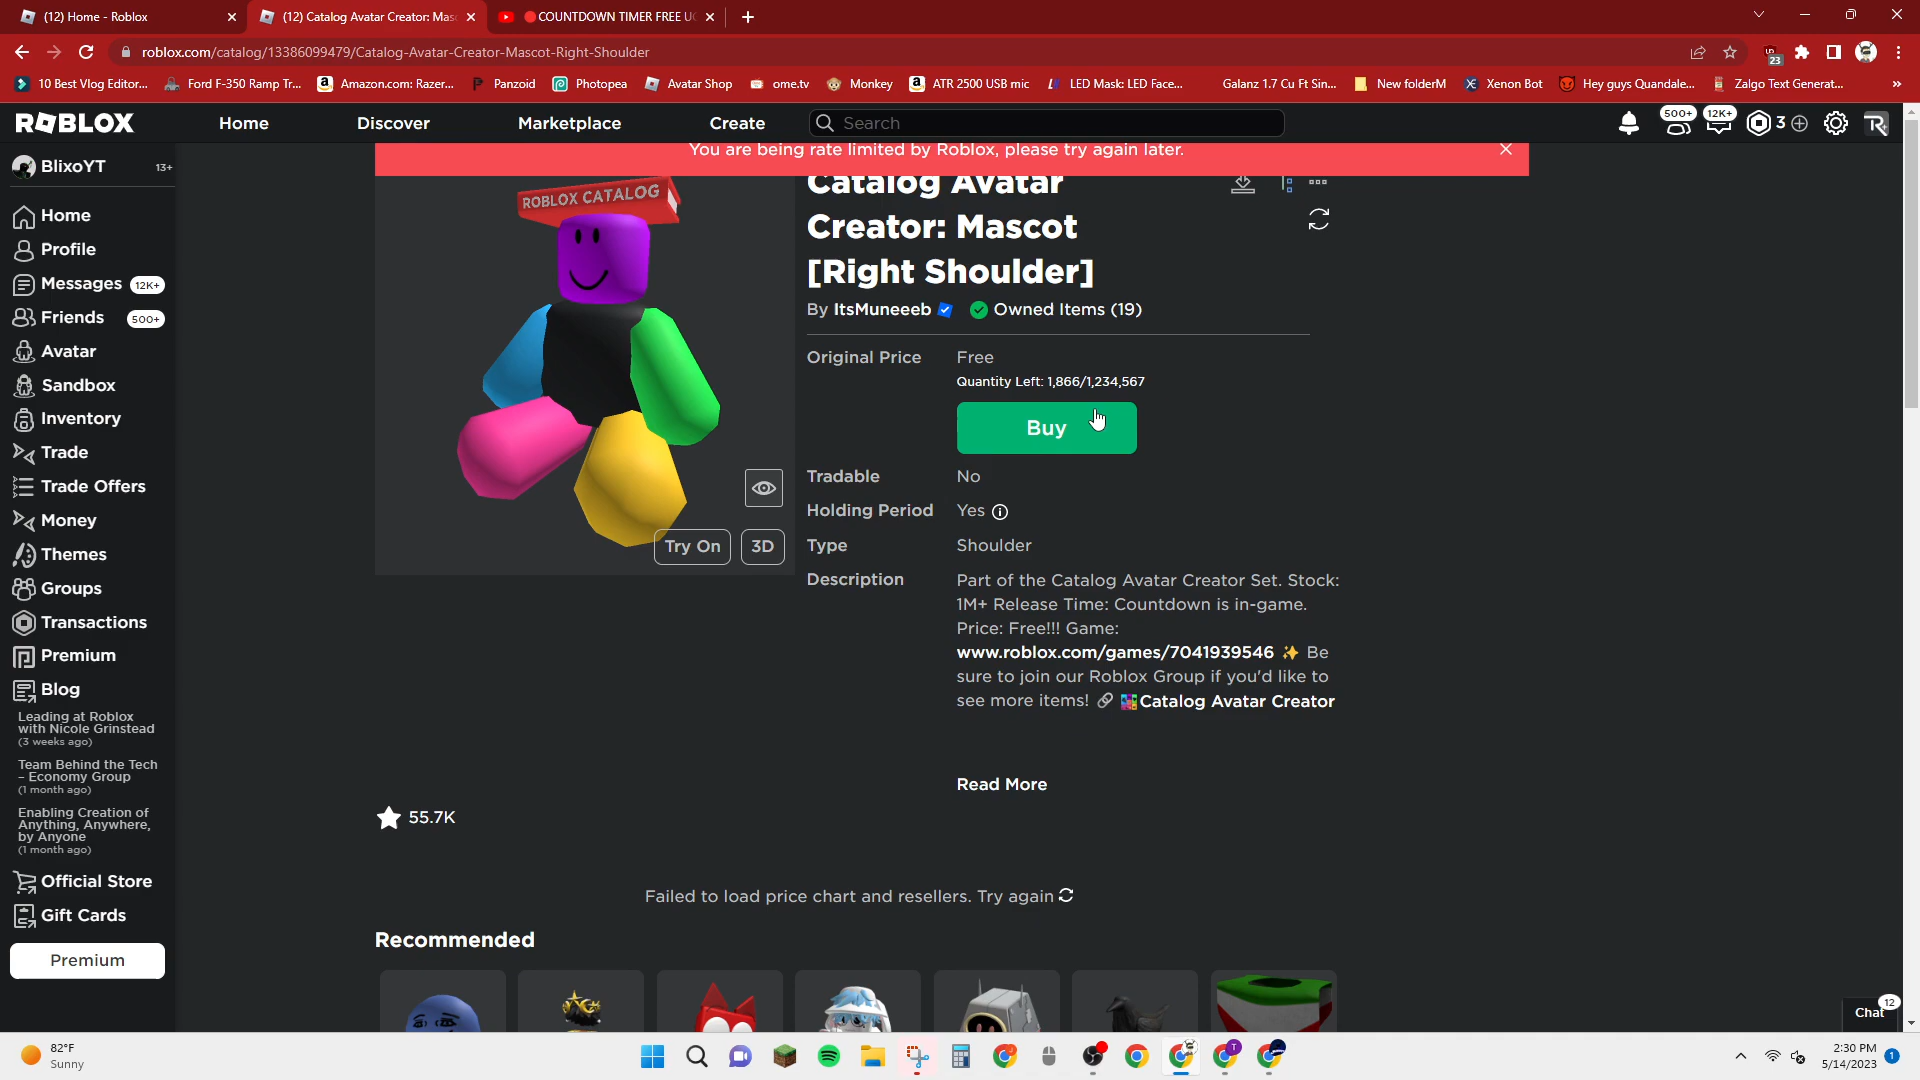 (12) Home - Roblox
(12) Catalog Avatar Creator: Mas
COUNTDOWN TIMER FREE U
roblox.com/catalog/13386099479/Catalog-Avatar-Creator-Mascot-Right-Shoulder
23
10 Best Vlog Editor...
Ford F-350 Ramp Tr...
Amazon.com: Razer...
Panzoid
Photopea
Avatar Shop
ome.tv
Monkey
ATR 2500 USB mic
LED Mask: LED Face...
Galanz 1.7 Cu Ft Sin...
New folderM
Xenon Bot
Hey guys Quandale...
Zalgo Text Generat...
ROBLOX
Home
Discover
Marketplace
Create
Search
500+
12K+
3
You are being rate limited by Roblox, please try again later.
BlixoYT
13+
Home
Profile
Messages 12K+
Friends 500+
Avatar
Sandbox
Inventory
Trade
Trade Offers
Money
Themes
Groups
Transactions
Premium
Blog
Leading at Roblox
with Nicole Grinstead
(3 weeks ago)
Team Behind the Tech
- Economy Group
(1 month ago)
Enabling Creation of
Anything, Anywhere,
by Anyone
(1 month ago)
Official Store
Gift Cards
Premium
ROBLOX CATALOG
Try On
3D
Catalog Avatar
Creator: Mascot
[Right Shoulder]
By ItsMuneeeb
Owned Items (19)
Original Price
Free
Quantity Left: 1,866/1,234,567
Buy
Tradable
No
Holding Period
Yes
Type
Shoulder
Description
Part of the Catalog Avatar Creator Set. Stock:
1M+ Release Time: Countdown is in-game.
Price: Free!!! Game:
www.roblox.com/games/7041939546 ✨ Be
sure to join our Roblox Group if you'd like to
see more items! 🔗 Catalog Avatar Creator
Read More
55.7K
Failed to load price chart and resellers. Try again
Recommended
Chat
12
82°F
Sunny
2:30 PM
5/14/2023
1